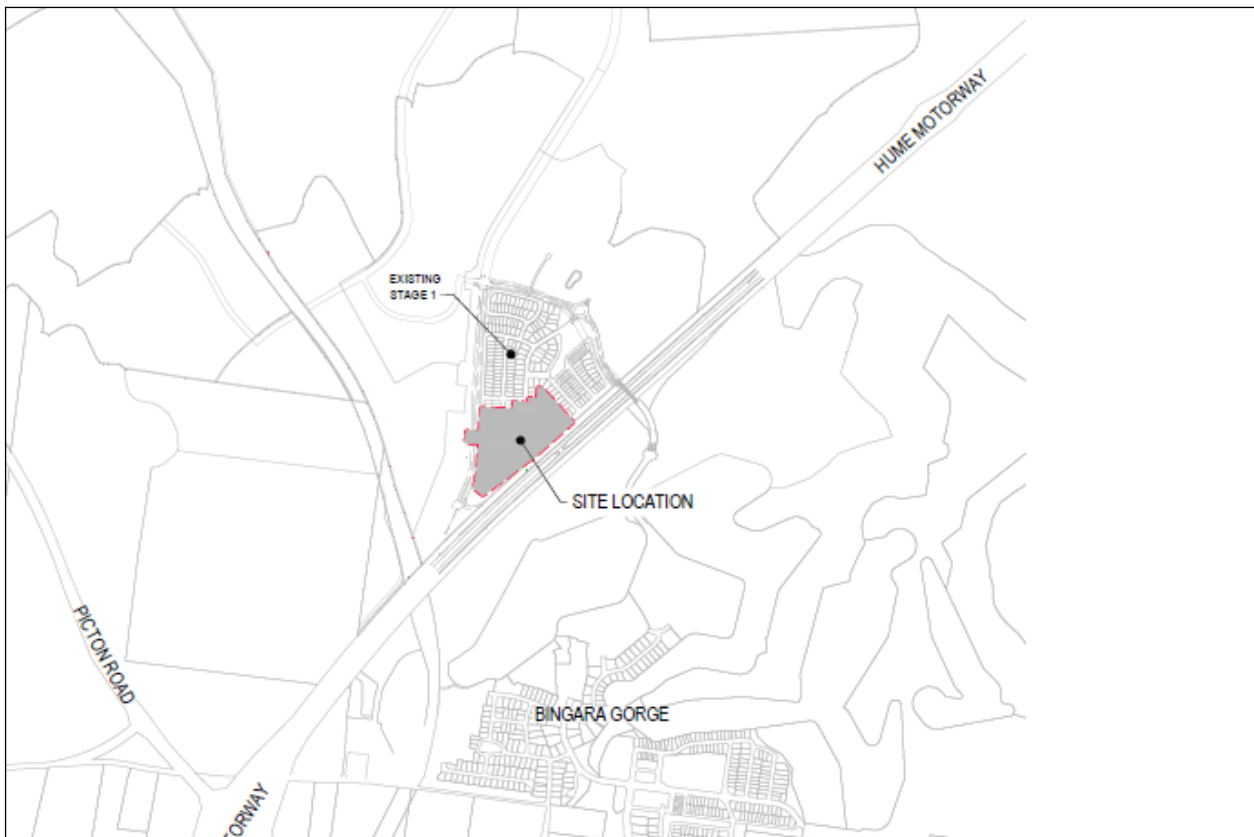 HUME MOTORWAY
EXISTING
STAGE 1
SITE LOCATION
PICTON ROAD
BINGARA GORGE
TORWAY